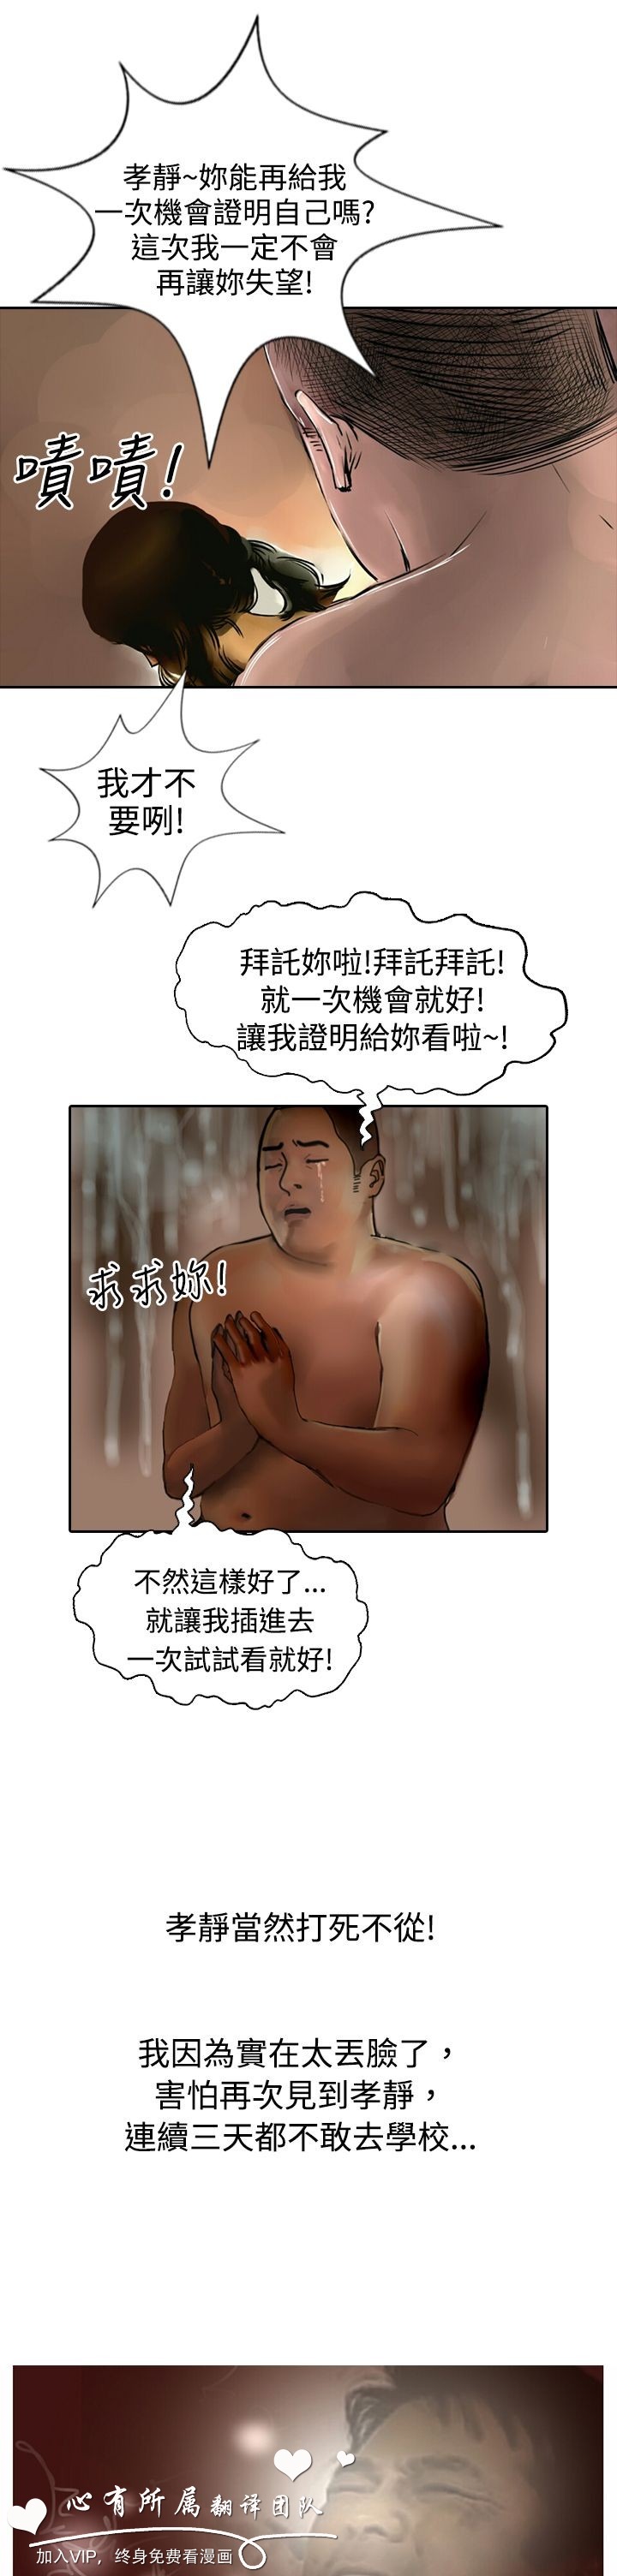 孝靜~妳能再給我
一次機會證明自己嗎?
這次我一定不會
再讓妳失望!
嘖嘖!
我才不
要咧!
拜託妳啦!拜託拜託!
就一次機會就好!
讓我證明給妳看啦~!
求求妳!
不然這樣好了...
就讓我插進去
一次試試看就好!
孝靜當然打死不從!
我因為實在太丟臉了，
害怕再次見到孝靜，
連續三天都不敢去學校...
心有所属翻译团队
加入VIP，终身免费看漫画